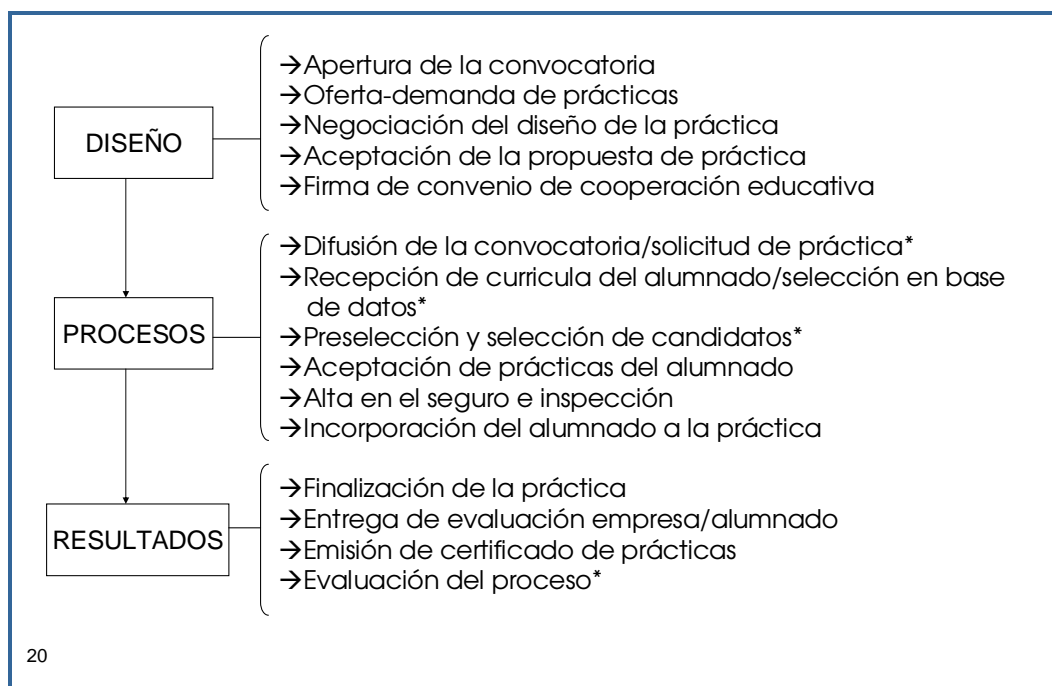 DISEÑO
→Apertura de la convocatoria
→Oferta-demanda de prácticas
→Negociación del diseño de la práctica
→Aceptación de la propuesta de práctica
→Firma de convenio de cooperación educativa
PROCESOS
→Difusión de la convocatoria/solicitud de práctica*
→Recepción de curricula del alumnado/selección en base
de datos*
→Preselección y selección de candidatos*
→Aceptación de prácticas del alumnado
→Alta en el seguro e inspección
→Incorporación del alumnado a la práctica
RESULTADOS
→Finalización de la práctica
→Entrega de evaluación empresa/alumnado
→Emisión de certificado de prácticas
→Evaluación del proceso*
20